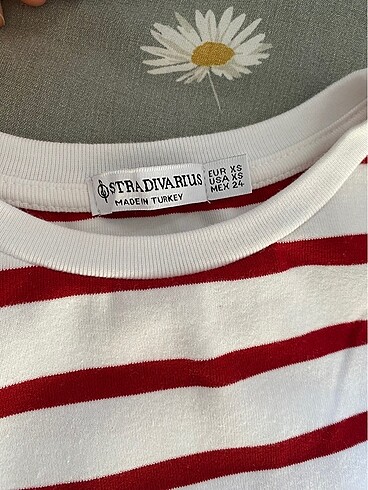 STRADIVARIUS
MADE IN TURKEY
EUR XS
USA XS
MEX 24